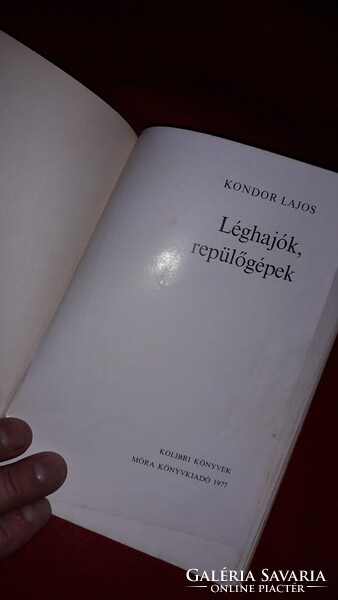 KONDOR LAJOS
Léghajók,
repülőgépek
KOLIBRI KÖNYVEK
MÓRA KÖNYVKIADÓ 1977
GALÉRIA SAVARIA
ONLINE PIACTÉR